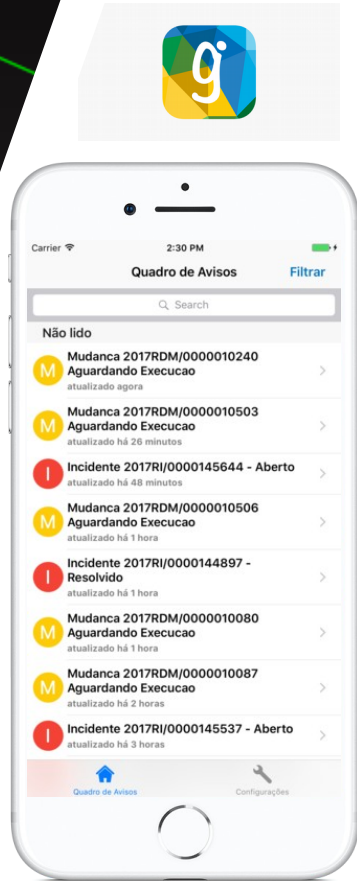 g
Carrier 2:30 PM
Quadro de Avisos Filtrar
Search
Não lido
M
Mudanca 2017RDM/0000010240
Aguardando Execucao
atualizado agora
M
Mudanca 2017RDM/0000010503
Aguardando Execucao
atualizado há 26 minutos
I
Incidente 2017RI/0000145644 - Aberto
atualizado há 48 minutos
M
Mudanca 2017RDM/0000010506
Aguardando Execucao
atualizado há 1 hora
I
Incidente 2017RI/0000144897 -
Resolvido
atualizado há 1 hora
M
Mudanca 2017RDM/0000010080
Aguardando Execucao
atualizado há 1 hora
M
Mudanca 2017RDM/0000010087
Aguardando Execucao
atualizado há 2 horas
I
Incidente 2017RI/0000145537 - Aberto
atualizado há 3 horas
Quadro de Avisos Configurações